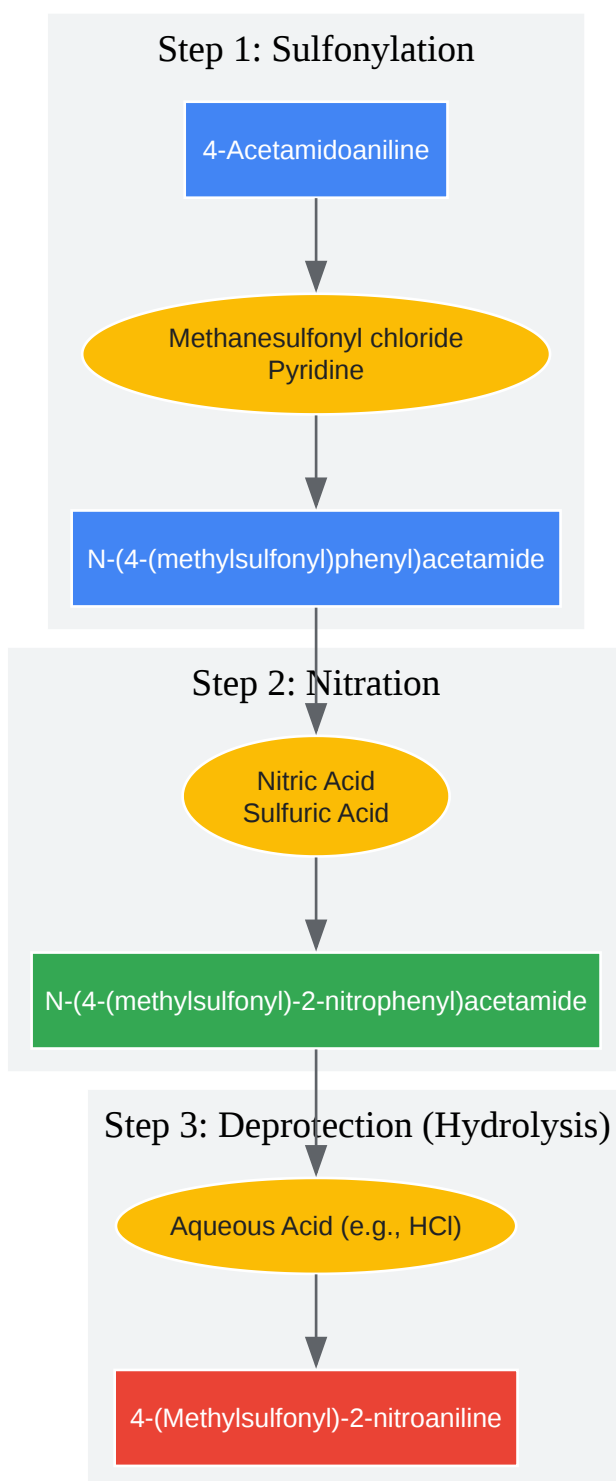 Step 1: Sulfonylation
4-Acetamidoaniline
Methanesulfonyl chloride
Pyridine
N-(4-(methylsulfonyl)phenyl)acetamide
Step 2: Nitration
Nitric Acid
Sulfuric Acid
N-(4-(methylsulfonyl)-2-nitrophenyl)acetamide
Step 3: Deprotection (Hydrolysis)
Aqueous Acid (e.g., HCl)
4-(Methylsulfonyl)-2-nitroaniline